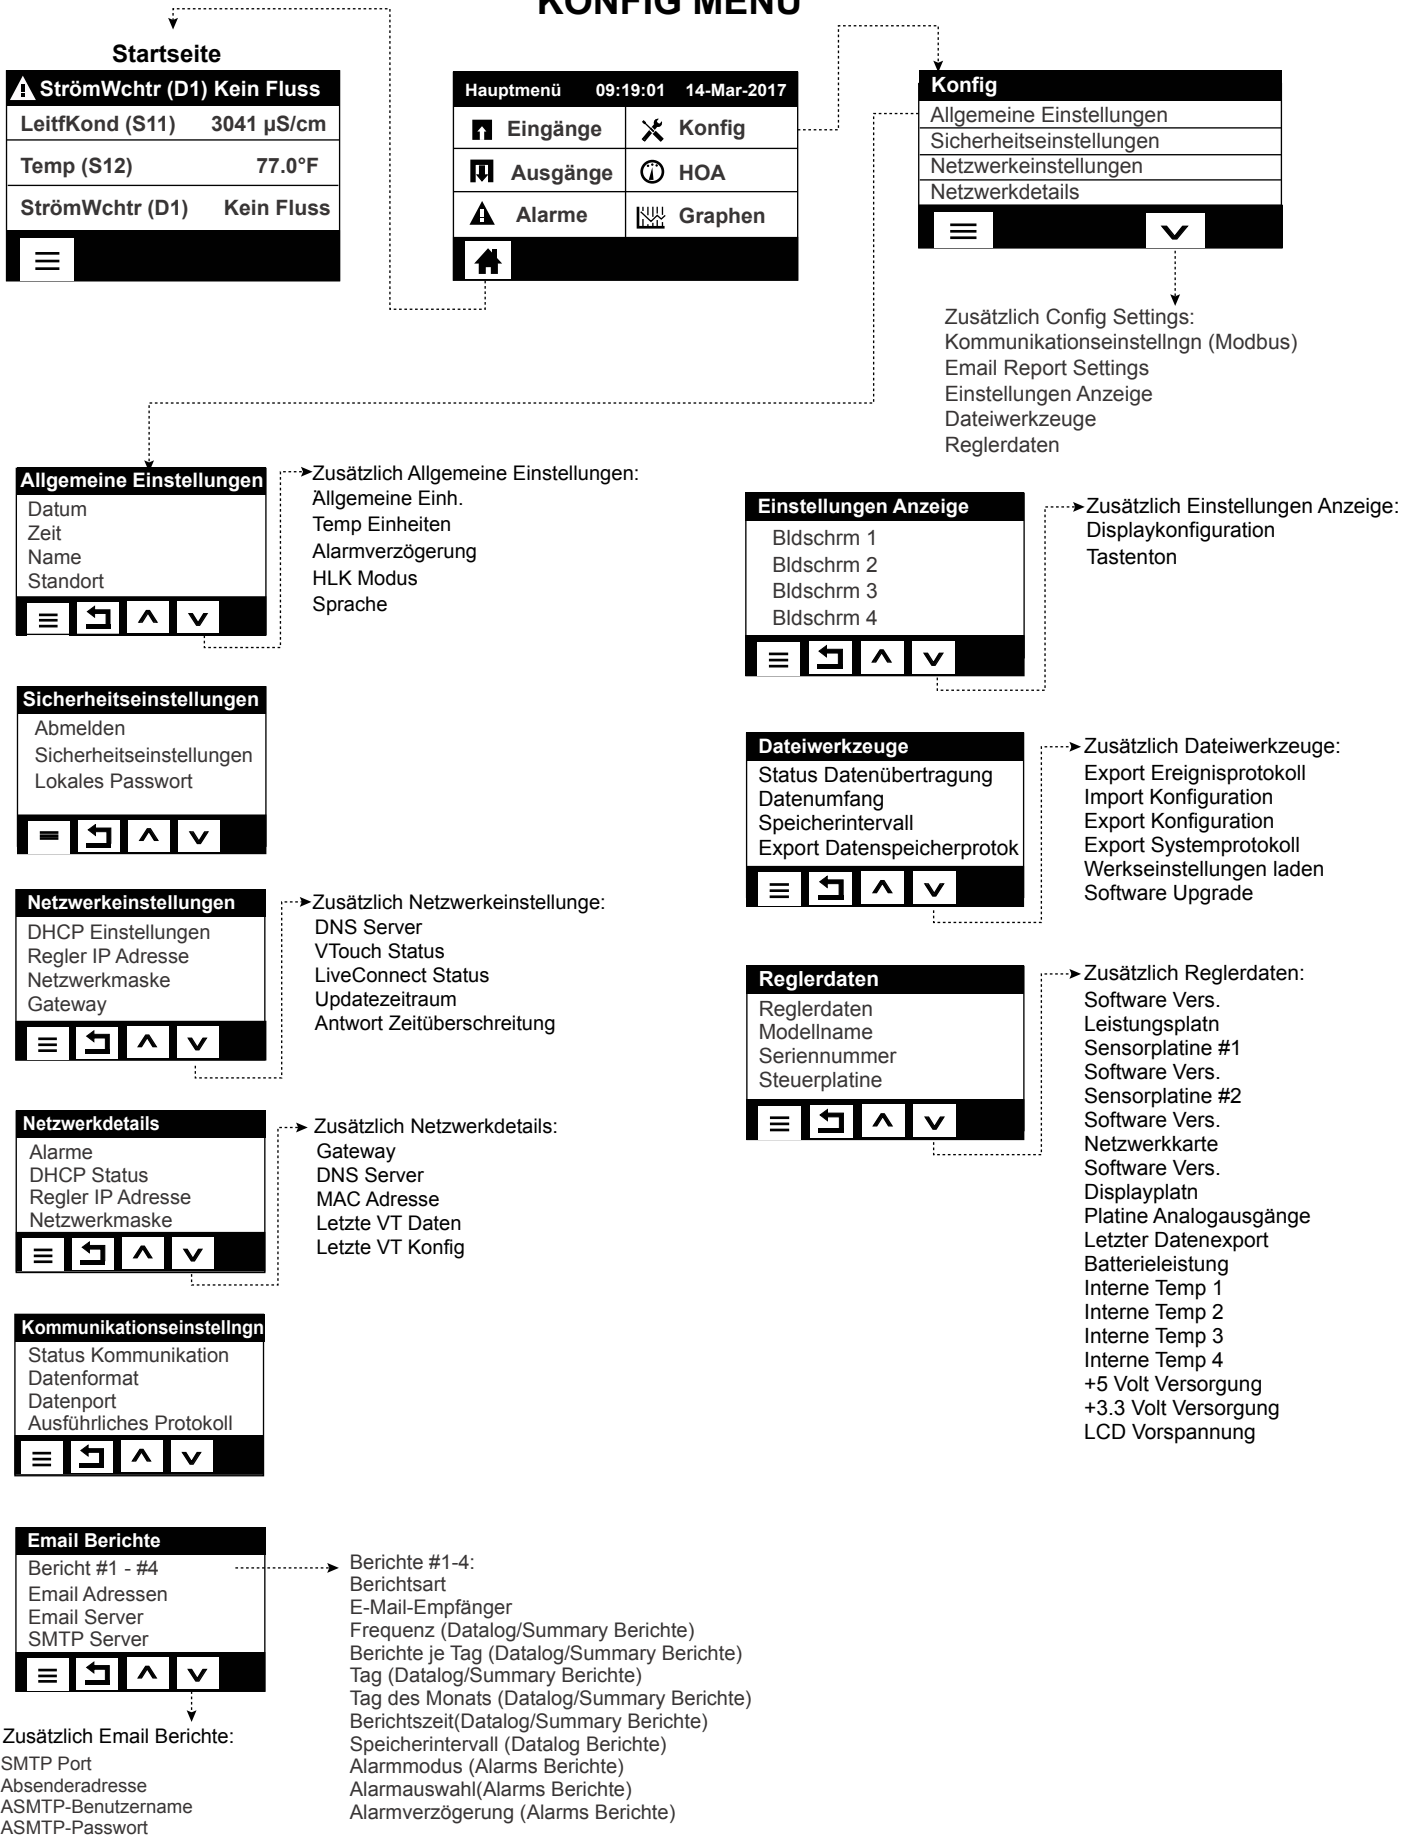 KONFIG MENÜ
Startseite
StrömWchtr (D1) Kein Fluss
LeitfKond (S11) 3041 µS/cm
Temp (S12) 77.0°F
StrömWchtr (D1) Kein Fluss
Hauptmenü 09:19:01 14-Mar-2017
Eingänge Konfig
Ausgänge HOA
Alarme Graphen
Konfig
Allgemeine Einstellungen
Sicherheitseinstellungen
Netzwerkeinstellungen
Netzwerkdetails
Zusätzlich Config Settings:
Kommunikationseinstellngn (Modbus)
Email Report Settings
Einstellungen Anzeige
Dateiwerkzeuge
Reglerdaten
Allgemeine Einstellungen
Datum
Zeit
Name
Standort
Zusätzlich Allgemeine Einstellungen:
Allgemeine Einh.
Temp Einheiten
Alarmverzögerung
HLK Modus
Sprache
Sicherheitseinstellungen
Abmelden
Sicherheitseinstellungen
Lokales Passwort
Netzwerkeinstellungen
DHCP Einstellungen
Regler IP Adresse
Netzwerkmaske
Gateway
Zusätzlich Netzwerkeinstellunge:
DNS Server
VTouch Status
LiveConnect Status
Updatezeitraum
Antwort Zeitüberschreitung
Netzwerkdetails
Alarme
DHCP Status
Regler IP Adresse
Netzwerkmaske
Zusätzlich Netzwerkdetails:
Gateway
DNS Server
MAC Adresse
Letzte VT Daten
Letzte VT Konfig
Kommunikationseinstellngn
Status Kommunikation
Datenformat
Datenport
Ausführliches Protokoll
Email Berichte
Bericht #1 - #4
Email Adressen
Email Server
SMTP Server
Zusätzlich Email Berichte:
SMTP Port
Absenderadresse
ASMTP-Benutzername
ASMTP-Passwort
Berichte #1-4:
Berichtsart
E-Mail-Empfänger
Frequenz (Datalog/Summary Berichte)
Berichte je Tag (Datalog/Summary Berichte)
Tag (Datalog/Summary Berichte)
Tag des Monats (Datalog/Summary Berichte)
Berichtszeit(Datalog/Summary Berichte)
Speicherintervall (Datalog Berichte)
Alarmmodus (Alarms Berichte)
Alarmauswahl(Alarms Berichte)
Alarmverzögerung (Alarms Berichte)
Einstellungen Anzeige
Bldschrm 1
Bldschrm 2
Bldschrm 3
Bldschrm 4
Zusätzlich Einstellungen Anzeige:
Displaykonfiguration
Tastenton
Dateiwerkzeuge
Status Datenübertragung
Datenumfang
Speicherintervall
Export Datenspeicherprotok
Zusätzlich Dateiwerkzeuge:
Export Ereignisprotokoll
Import Konfiguration
Export Konfiguration
Export Systemprotokoll
Werkseinstellungen laden
Software Upgrade
Reglerdaten
Reglerdaten
Modellname
Seriennummer
Steuerplatine
Zusätzlich Reglerdaten:
Software Vers.
Leistungsplatn
Sensorplatine #1
Software Vers.
Sensorplatine #2
Software Vers.
Netzwerkkarte
Software Vers.
Displayplatn
Platine Analogausgänge
Letzter Datenexport
Batterieleistung
Interne Temp 1
Interne Temp 2
Interne Temp 3
Interne Temp 4
+5 Volt Versorgung
+3.3 Volt Versorgung
LCD Vorspannung